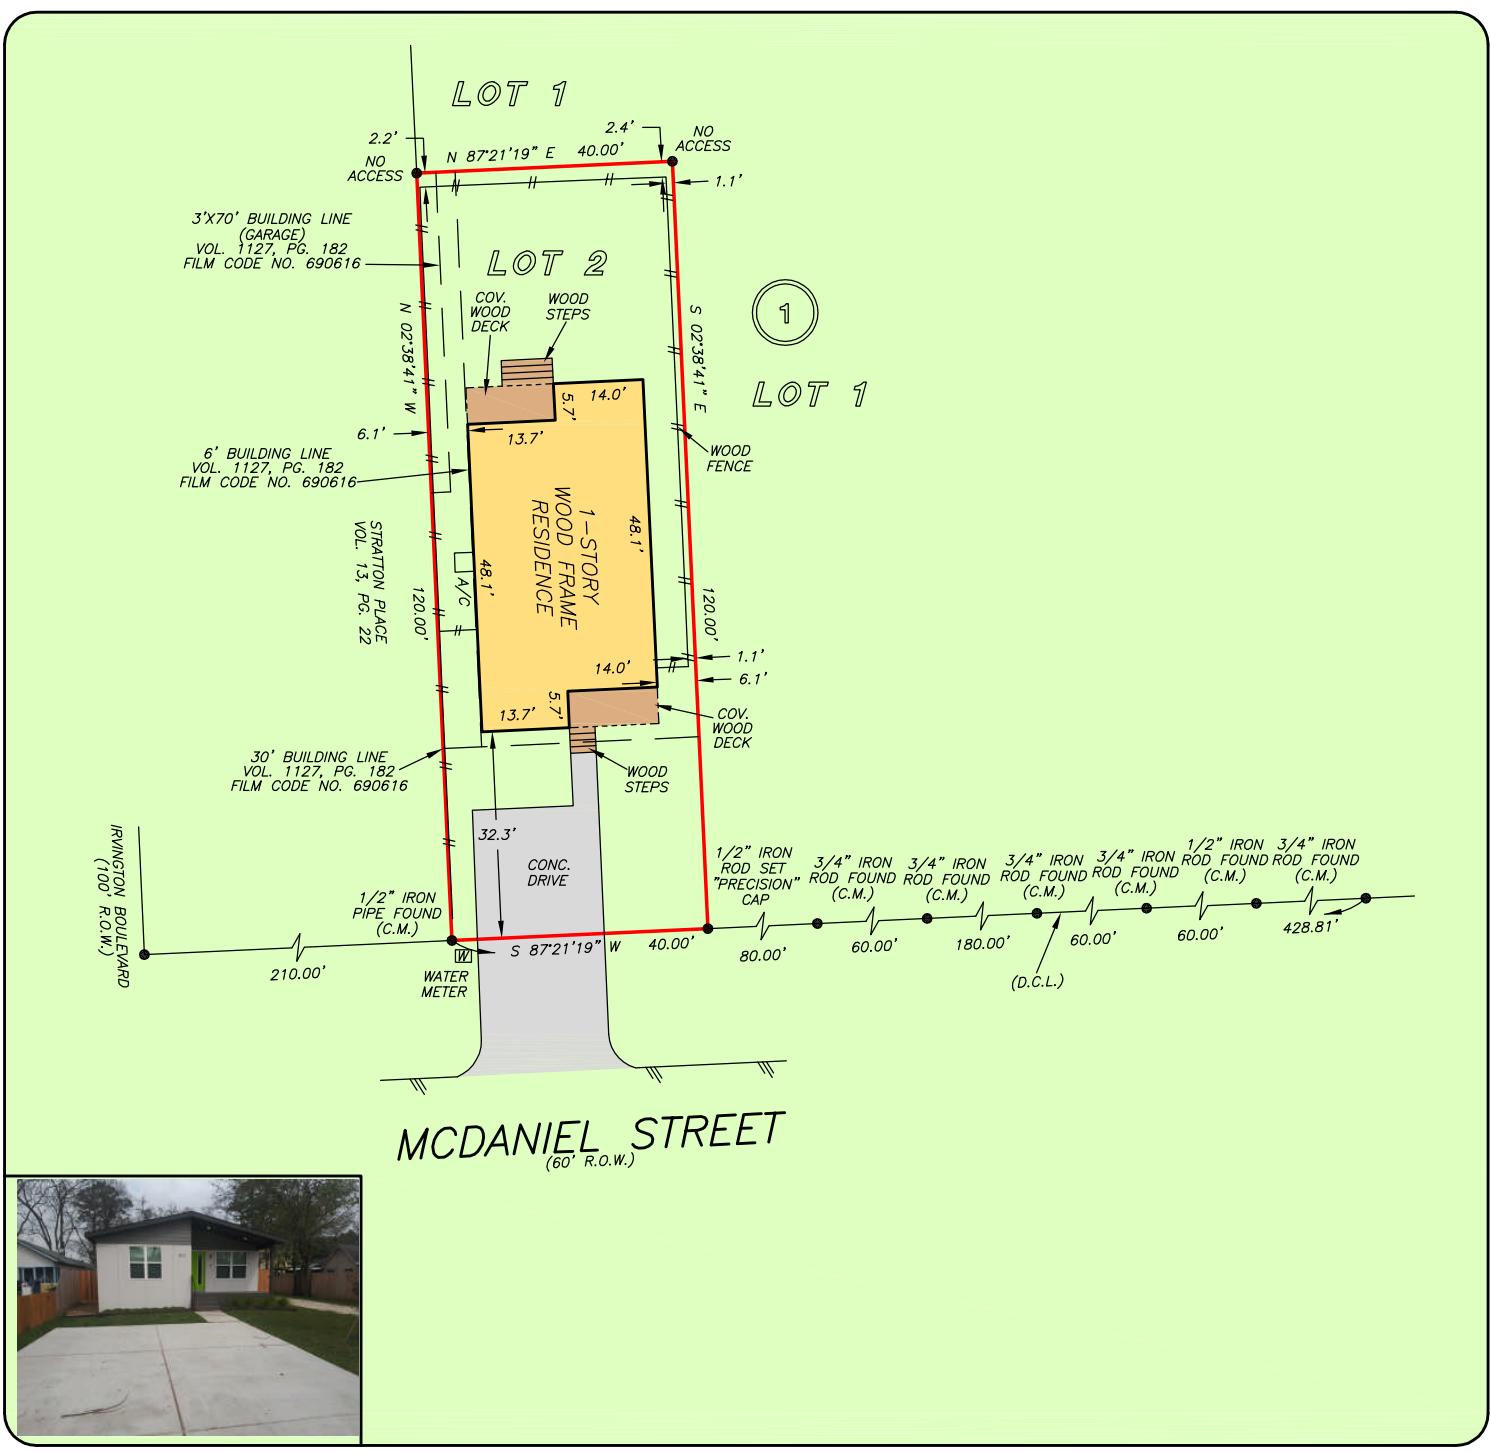 LOT 1
2.2'
2.4'
NO
ACCESS
NO
ACCESS
N 87°21'19" E 40.00'
1.1'
3'X70' BUILDING LINE
(GARAGE)
VOL. 1127, PG. 182
FILM CODE NO. 690616
LOT 2
COV.
WOOD
DECK
WOOD
STEPS
1
N 02°38'41" W
S 02°38'41" E
LOT 1
14.0'
5.7'
13.7'
6.1'
6' BUILDING LINE
VOL. 1127, PG. 182
FILM CODE NO. 690616
WOOD
FENCE
1-STORY
WOOD FRAME
RESIDENCE
48.1'
48.1'
A/C
STRATTON PLACE
VOL. 13, PG. 22
120.00'
120.00'
14.0'
1.1'
6.1'
5.7'
13.7'
COV.
WOOD
DECK
30' BUILDING LINE
VOL. 1127, PG. 182
FILM CODE NO. 690616
WOOD
STEPS
32.3'
CONC.
DRIVE
IRVINGTON BOULEVARD
(100' R.O.W.)
1/2" IRON
PIPE FOUND
(C.M.)
1/2" IRON
ROD SET
"PRECISION"
CAP
3/4" IRON
ROD FOUND
(C.M.)
3/4" IRON
ROD FOUND
(C.M.)
3/4" IRON
ROD FOUND
(C.M.)
3/4" IRON
ROD FOUND
(C.M.)
1/2" IRON
ROD FOUND
(C.M.)
3/4" IRON
ROD FOUND
(C.M.)
210.00'
W
WATER
METER
S 87°21'19" W 40.00'
80.00'
60.00'
180.00'
60.00'
60.00'
428.81'
(D.C.L.)
MCDANIEL STREET
(60' R.O.W.)